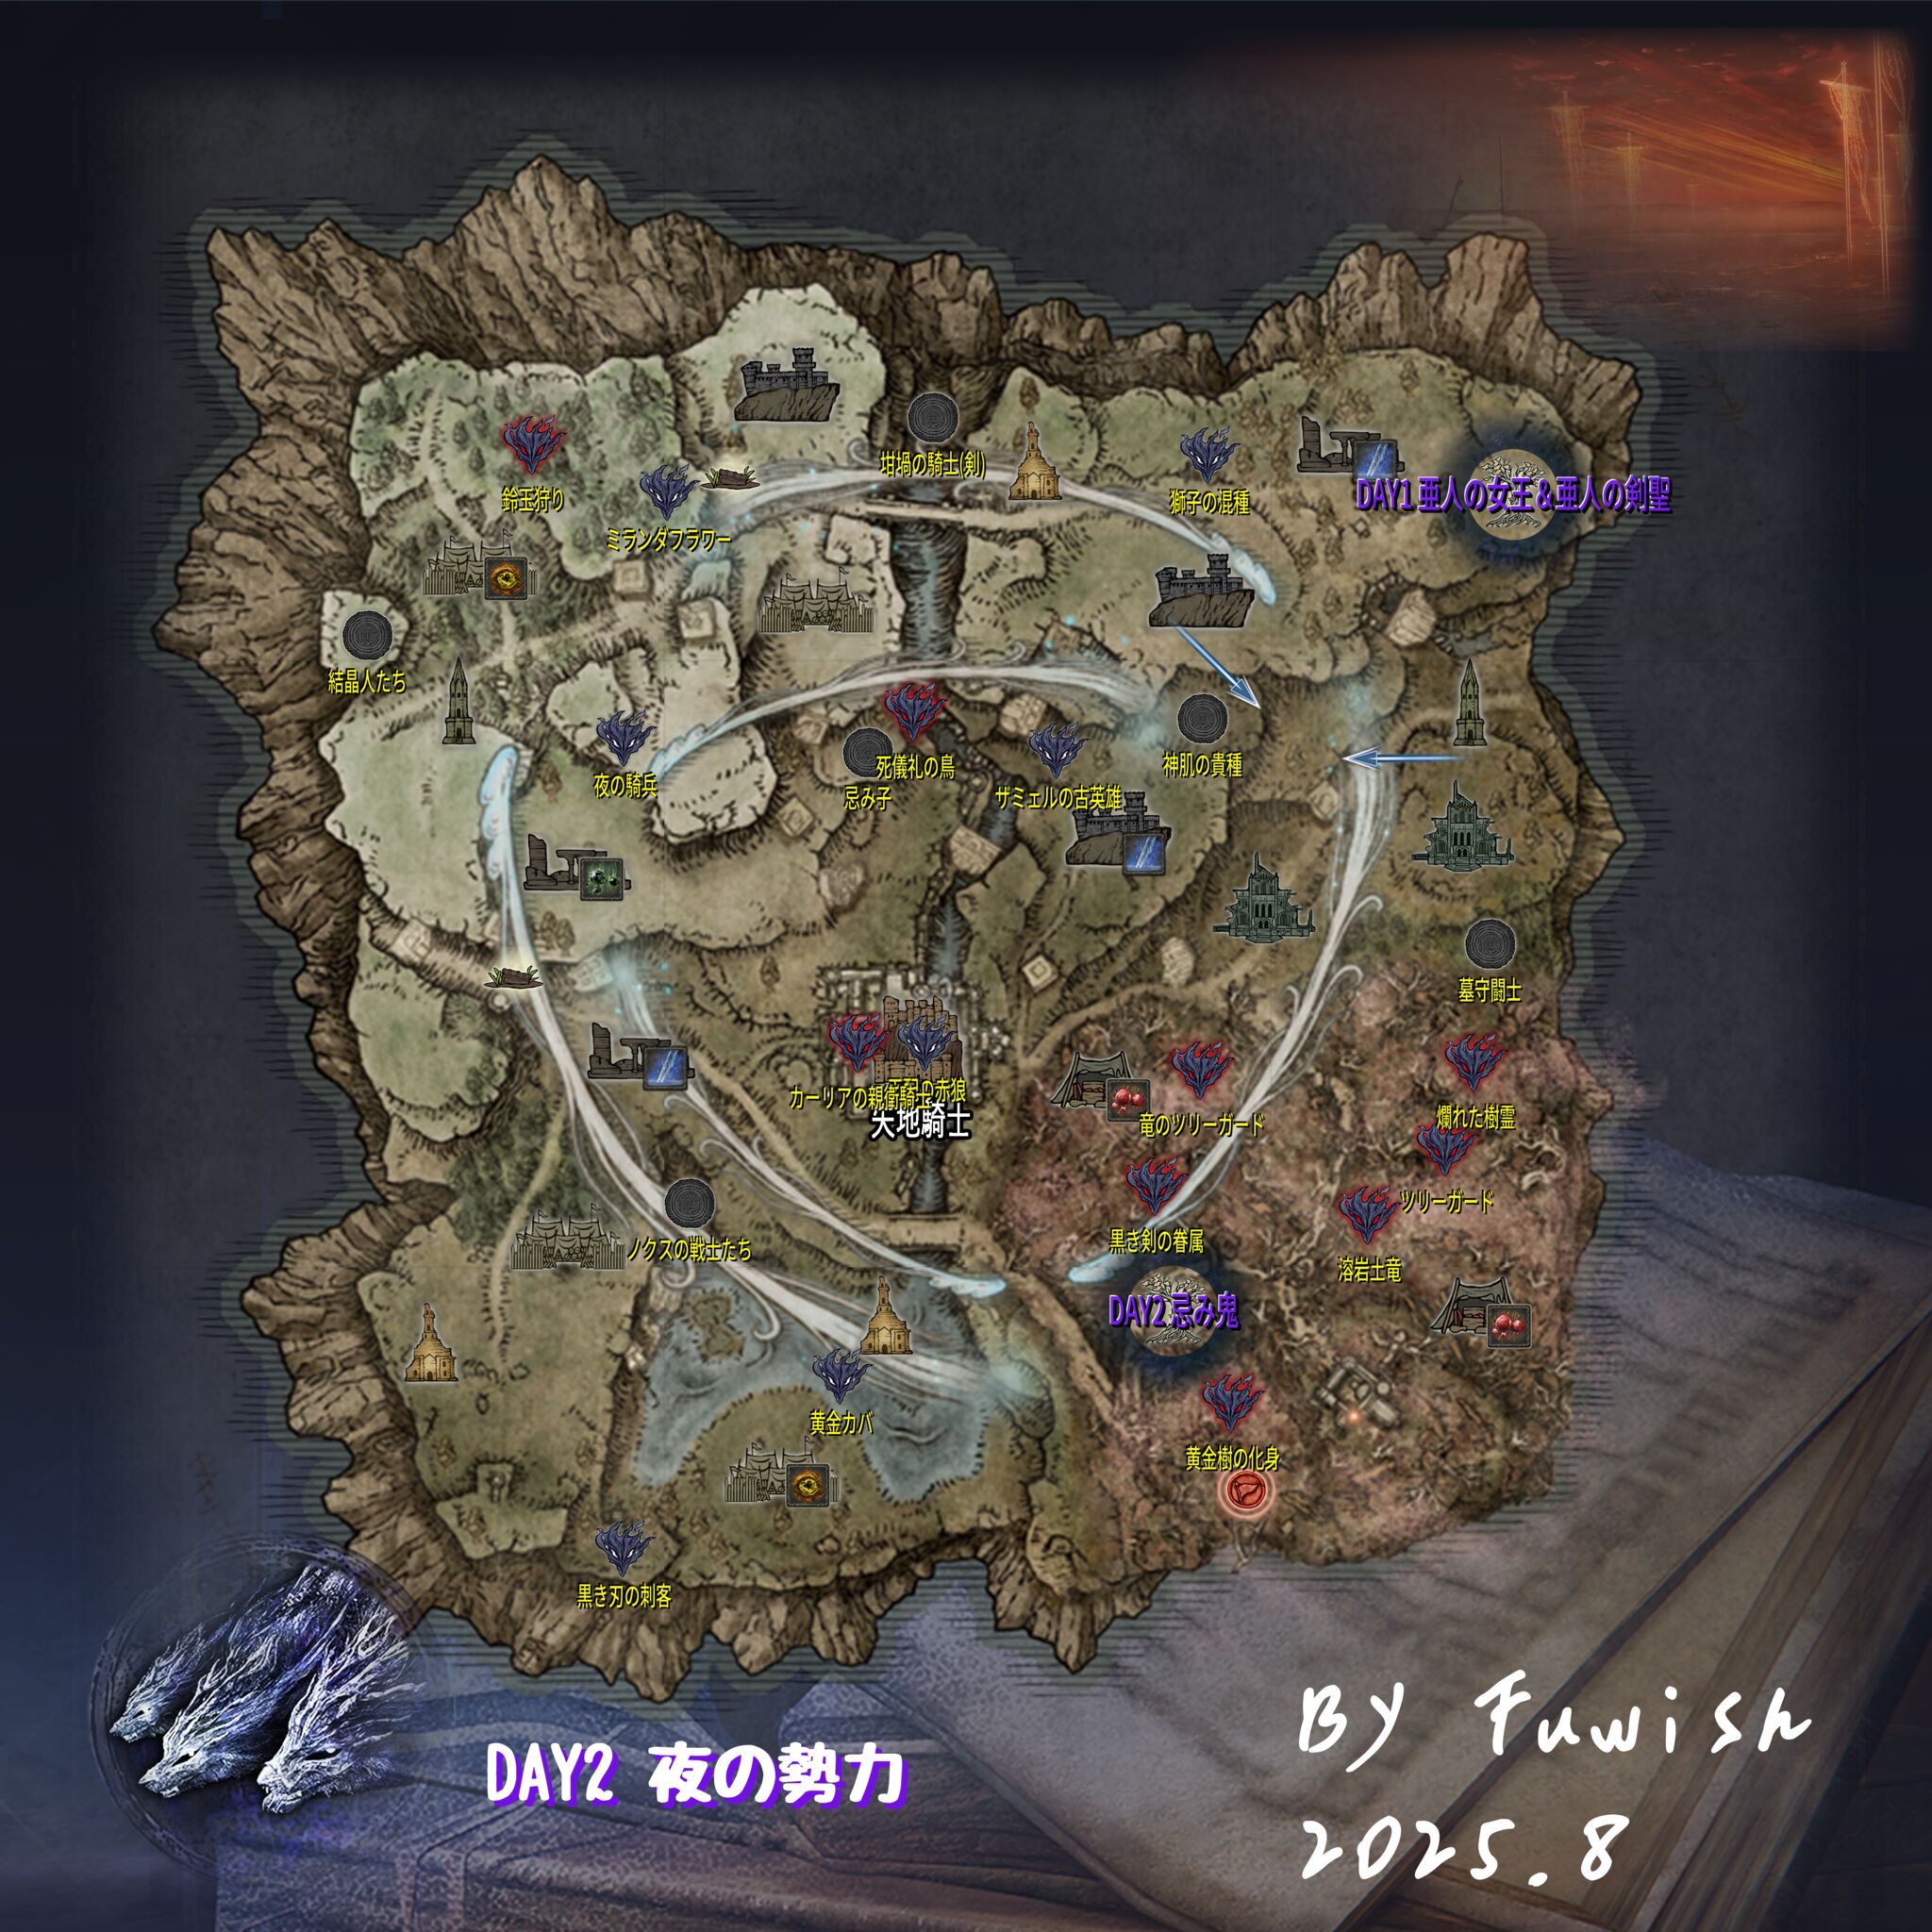 坩堝の騎士(剣)
鈴玉狩り
獅子の混種
DAY1 亜人の女王&亜人の剣聖
ミランダフラワー
結晶人たち
夜の騎兵
死儀礼の鳥
忌み子
ザミェルの古英雄
神肌の貴種
墓守闘士
カーリアの親衛騎士
の赤狼
失地騎士
竜のツリーガード
爛れた樹霊
ツリーガード
黒き剣の眷属
ノクスの戦士たち
溶岩土竜
DAY2 忌み鬼
黄金カバ
黄金樹の化身
黒き刃の刺客
DAY2 夜の勢力
BY Fuwish
2025.8